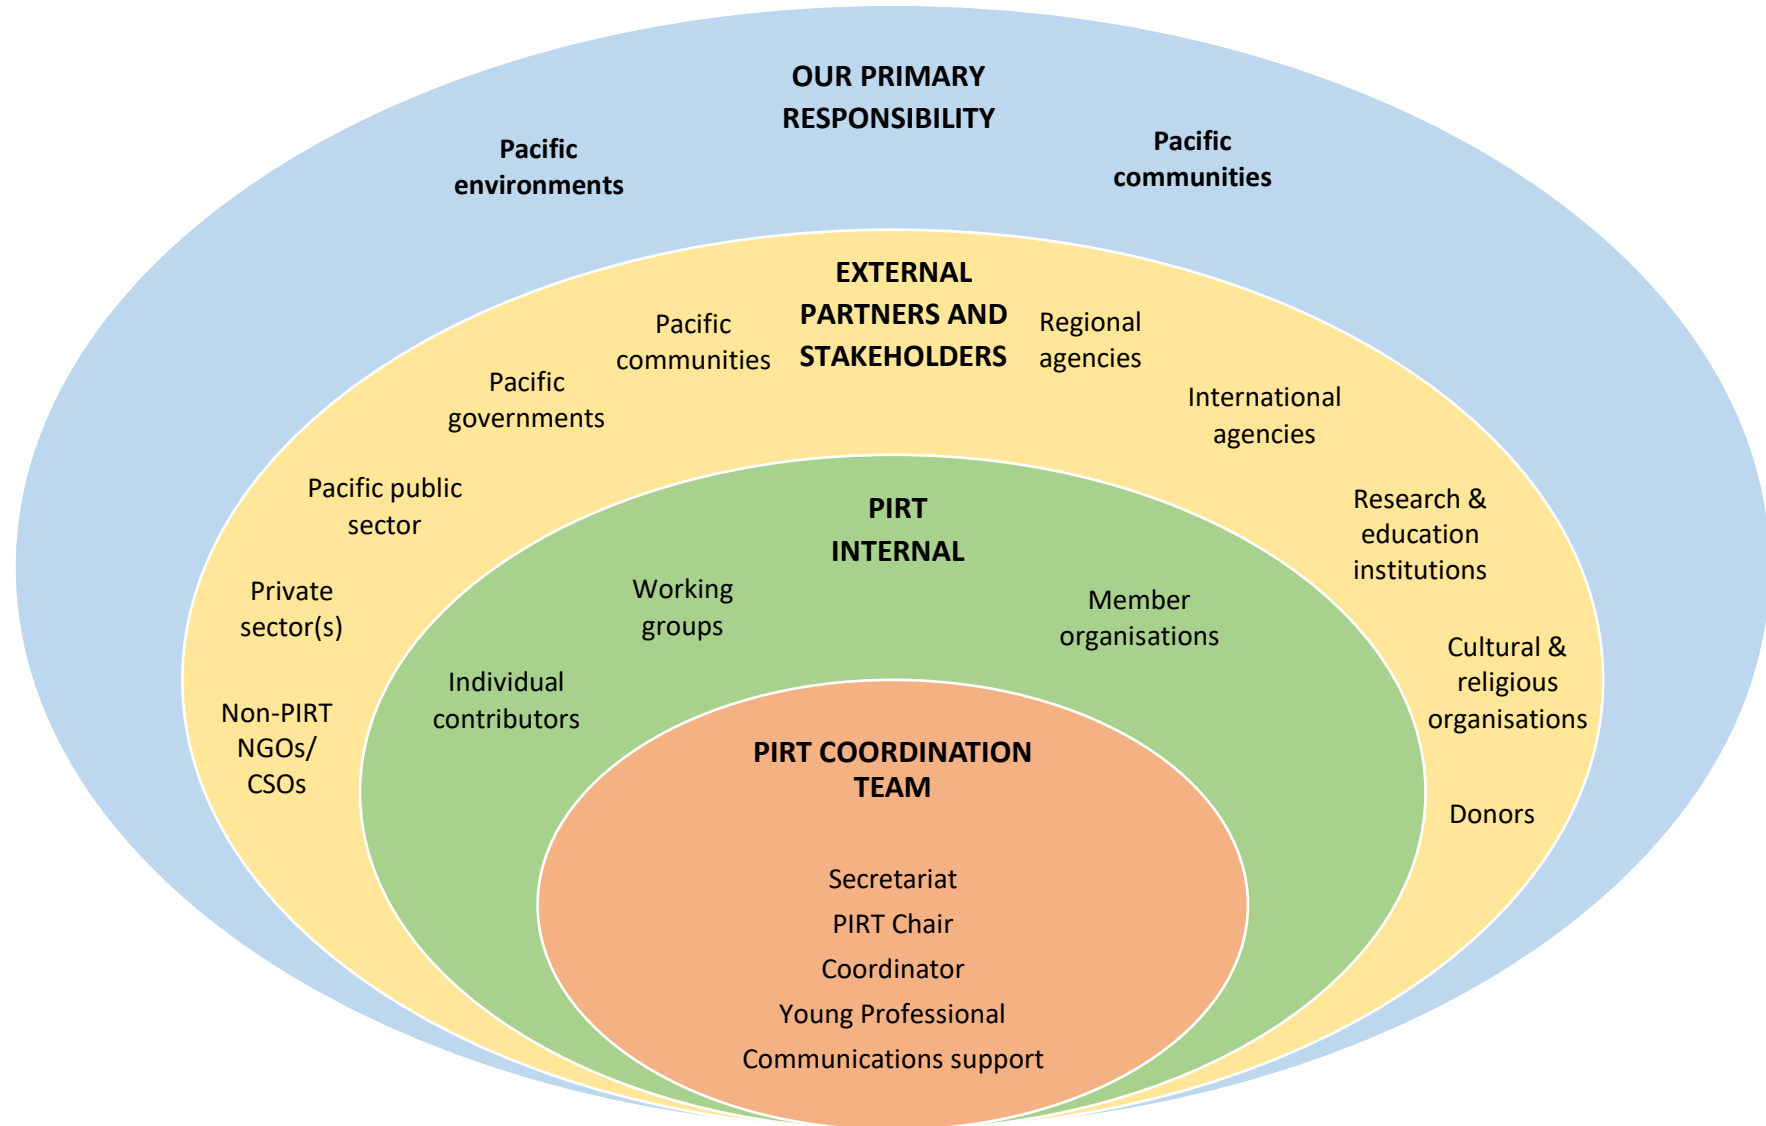 OUR PRIMARY
RESPONSIBILITY
Pacific
environments
Pacific
communities
EXTERNAL
PARTNERS AND
STAKEHOLDERS
Pacific
communities
Regional
agencies
Pacific
governments
International
agencies
Pacific public
sector
Research &
education
institutions
Private
sector(s)
Cultural &
religious
organisations
Non-PIRT
NGOs/
CSOs
Donors
PIRT
INTERNAL
Working
groups
Member
organisations
Individual
contributors
PIRT COORDINATION
TEAM
Secretariat
PIRT Chair
Coordinator
Young Professional
Communications support